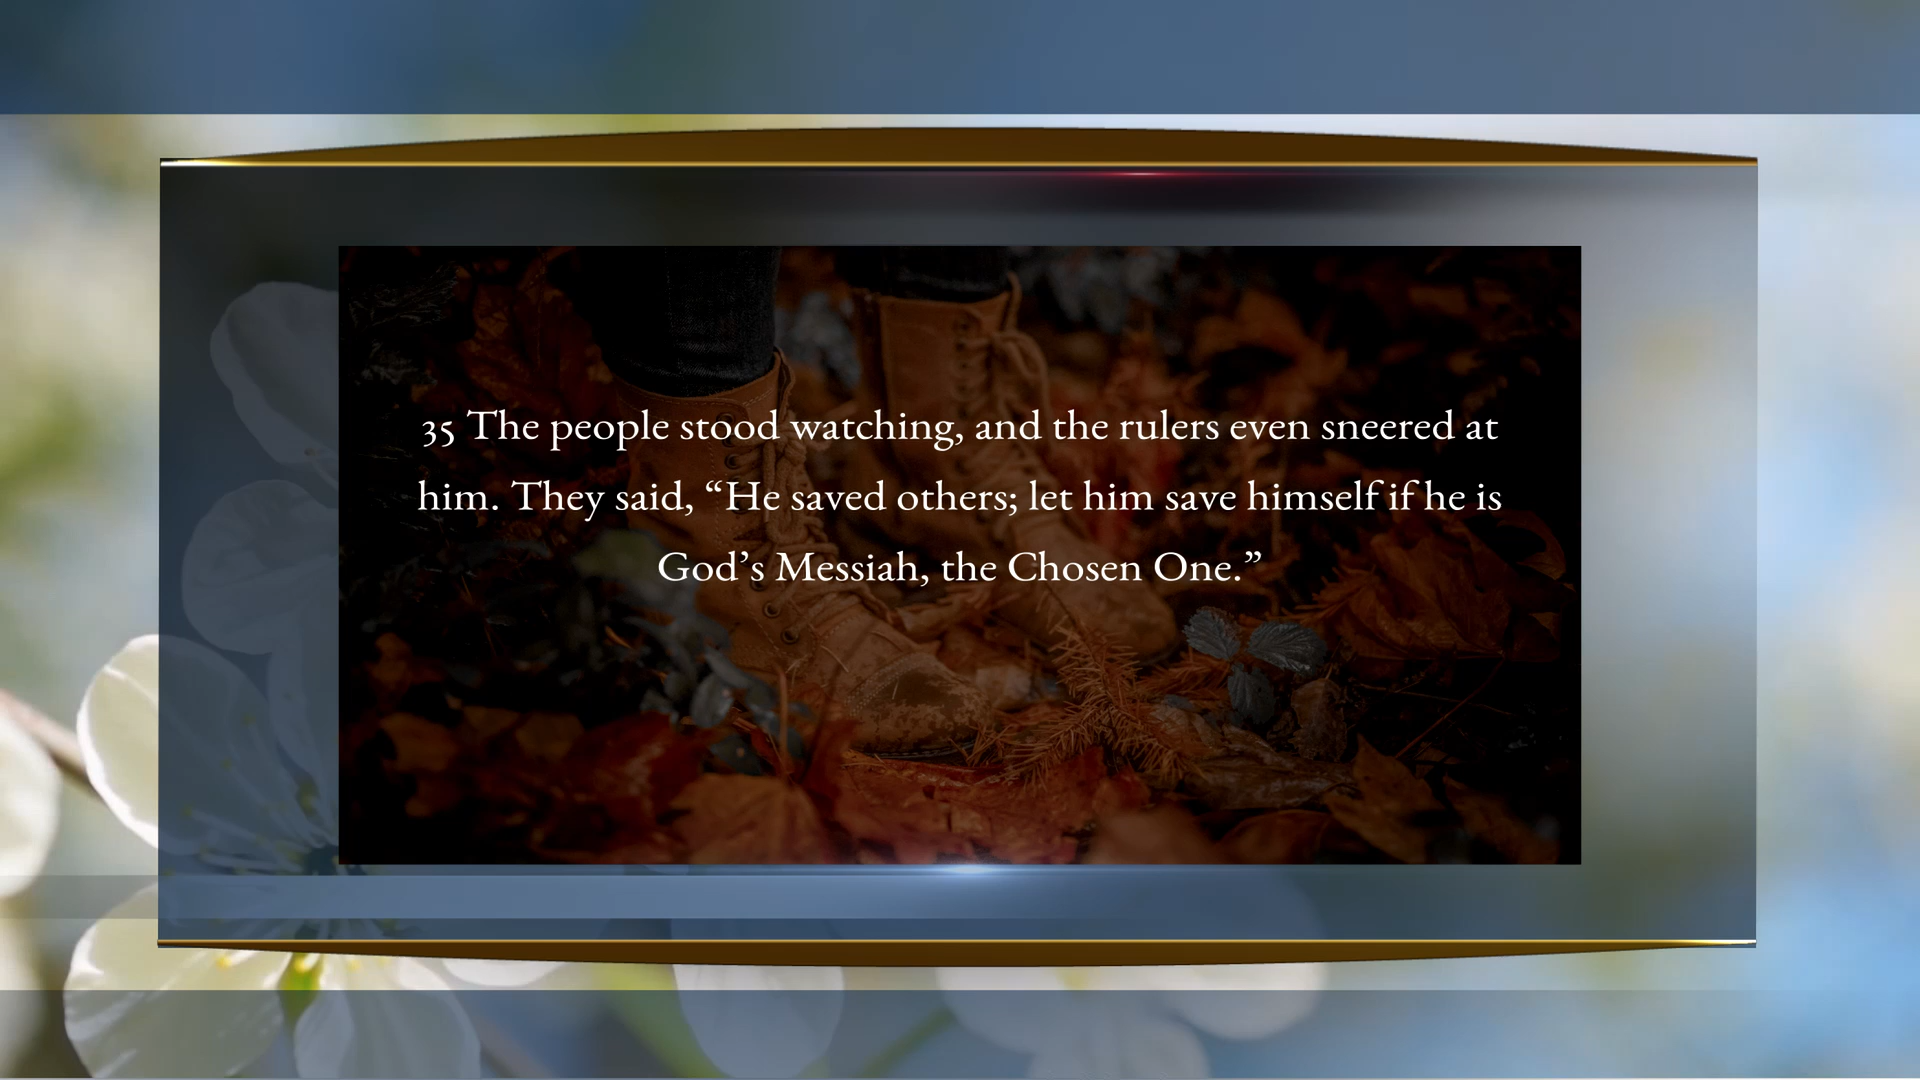 35 The people stood watching, and the rulers even sneered at
him. They said, “He saved others; let him save himself if he is
God’s Messiah, the Chosen One.”